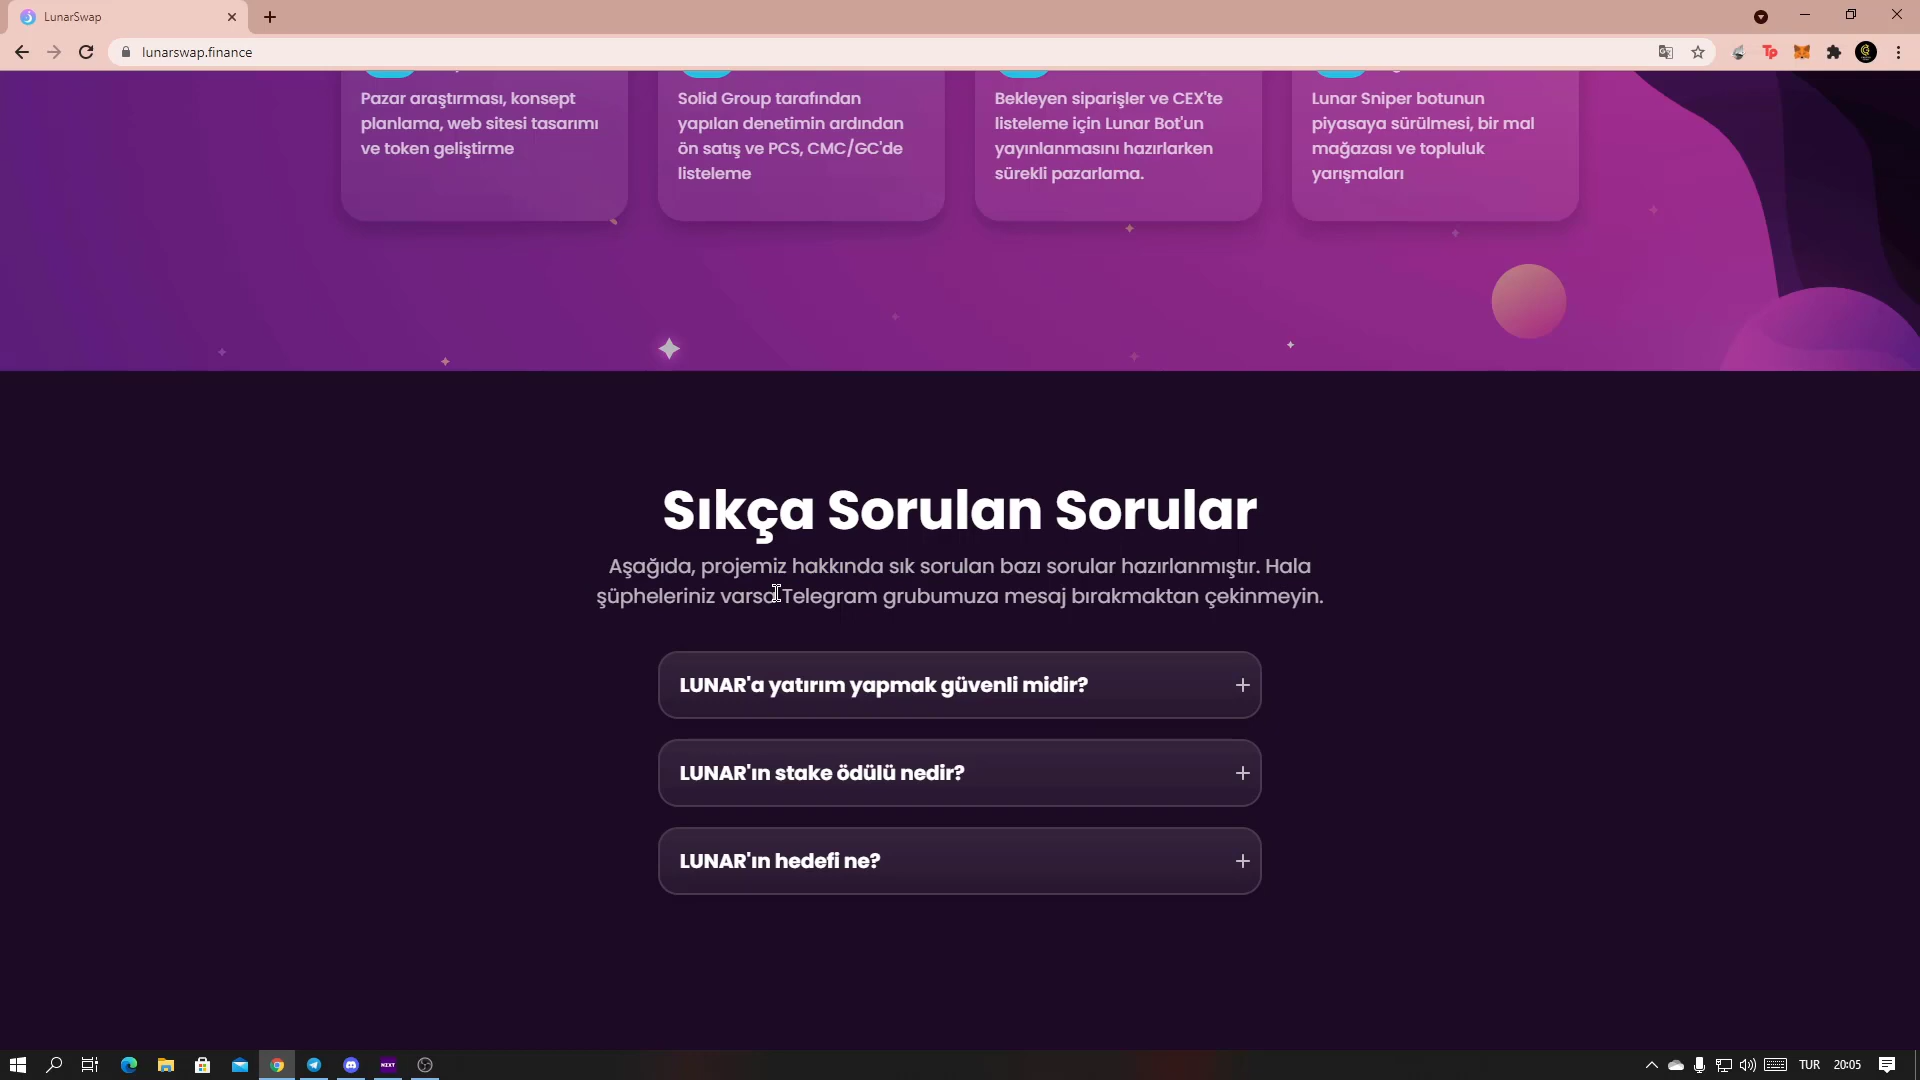 LunarSwap
lunarswap.finance
Pazar araştırması, konsept
planlama, web sitesi tasarımı
ve token geliştirme
Solid Group tarafından
yapılan denetimin ardından
ön satış ve PCS, CMC/GC'de
listeleme
Bekleyen siparişler ve CEX'te
listeleme için Lunar Bot'un
yayınlanmasını hazırlarken
sürekli pazarlama.
Lunar Sniper botunun
piyasaya sürülmesi, bir mal
mağazası ve topluluk
yarışmaları
Sıkça Sorulan Sorular
Aşağıda, projemiz hakkında sık sorulan bazı sorular hazırlanmıştır. Hala
şüpheleriniz varsa Telegram grubumuza mesaj bırakmaktan çekinmeyin.
LUNAR'a yatırım yapmak güvenli midir?
LUNAR'ın stake ödülü nedir?
LUNAR'ın hedefi ne?
NEXT
TUR
20:05